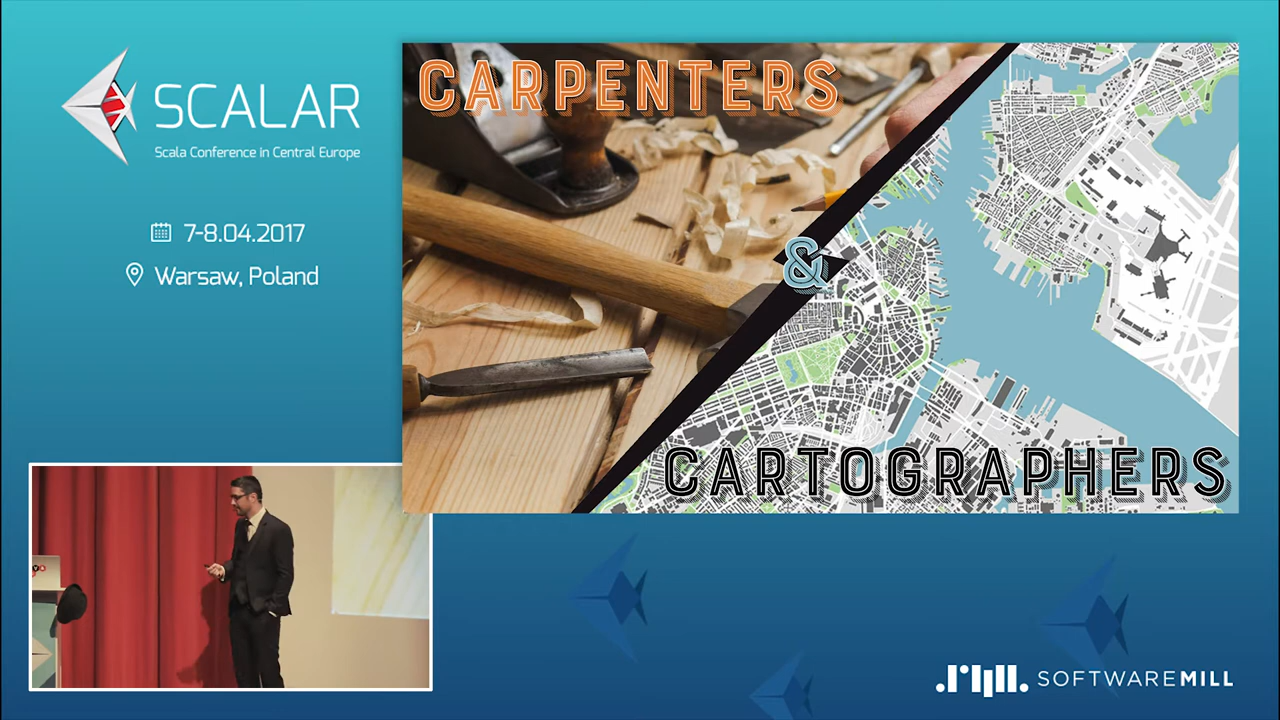 SCALAR
Scala Conference in Central Europe
7-8.04.2017
Warsaw, Poland
CARPENTERS
&
CARTOGRAPHERS
SOFTWAREMILL